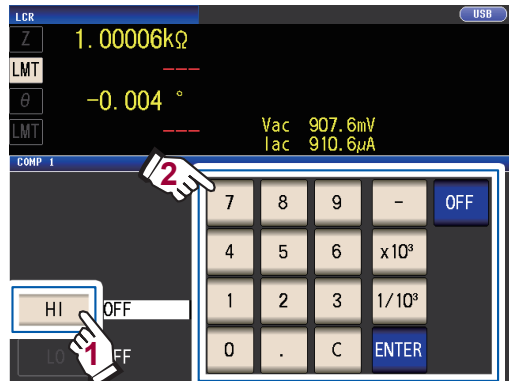 LCR
USB
Z 1.00006kΩ
LMT ---
θ -0.004 °
LMT ---
Vac 907.6mV
Iac 910.6μA
COMP 1
2
7 8 9 - OFF
4 5 6 x10³
1 2 3 1/10³
0 . C ENTER
HI OFF
1
LO